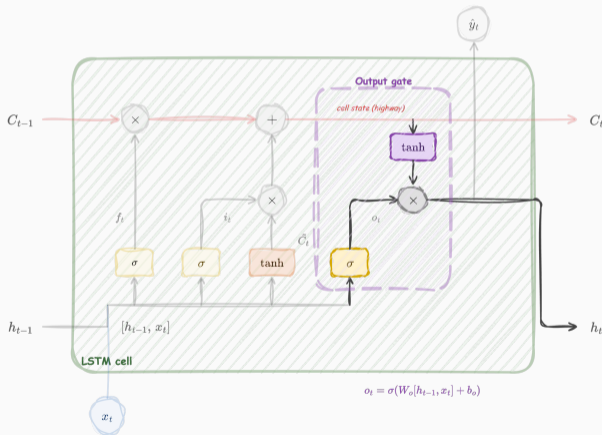 ŷₜ
Output gate
cell state (highway)
Cₜ₋₁
×
+
Cₜ
tanh
fₜ
iₜ
×
oₜ
×
C̃ₜ
σ
σ
tanh
σ
hₜ₋₁
[hₜ₋₁, xₜ]
hₜ
LSTM cell
xₜ
oₜ = σ(Wₒ[hₜ₋₁, xₜ] + bₒ)